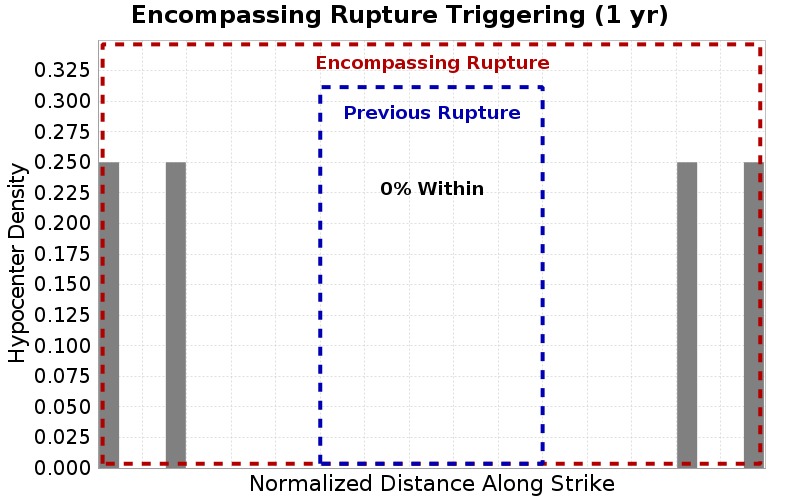 Encompassing Rupture Triggering (1 yr)
Encompassing Rupture
Previous Rupture
0% Within
Hypocenter Density
0.325
0.300
0.275
0.250
0.225
0.200
0.175
0.150
0.125
0.100
0.075
0.050
0.025
0.000
Normalized Distance Along Strike